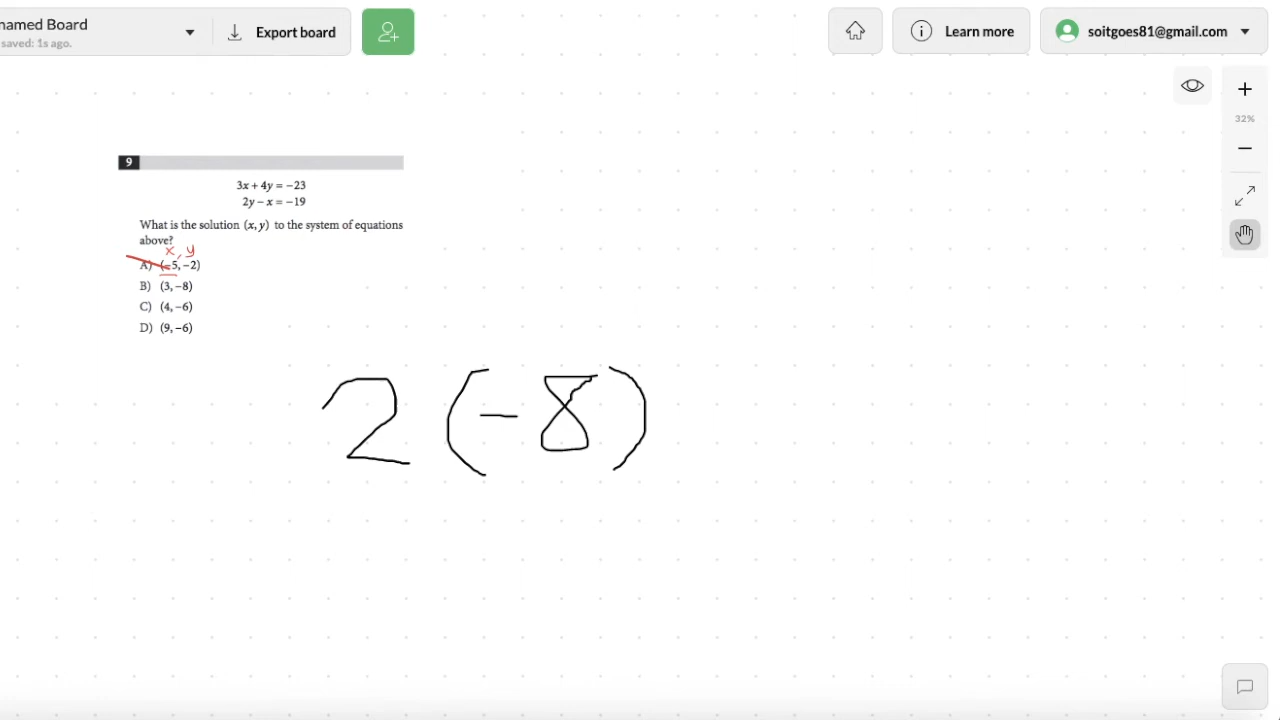 named Board
saved: 1s ago.
Export board
Learn more
soitgoes81@gmail.com
32%
9
3x + 4y = −23
2y − x = −19
What is the solution (x, y) to the system of equations
above?
x, y
A) (−5, −2)
B) (3, −8)
C) (4, −6)
D) (9, −6)
2 (-8)